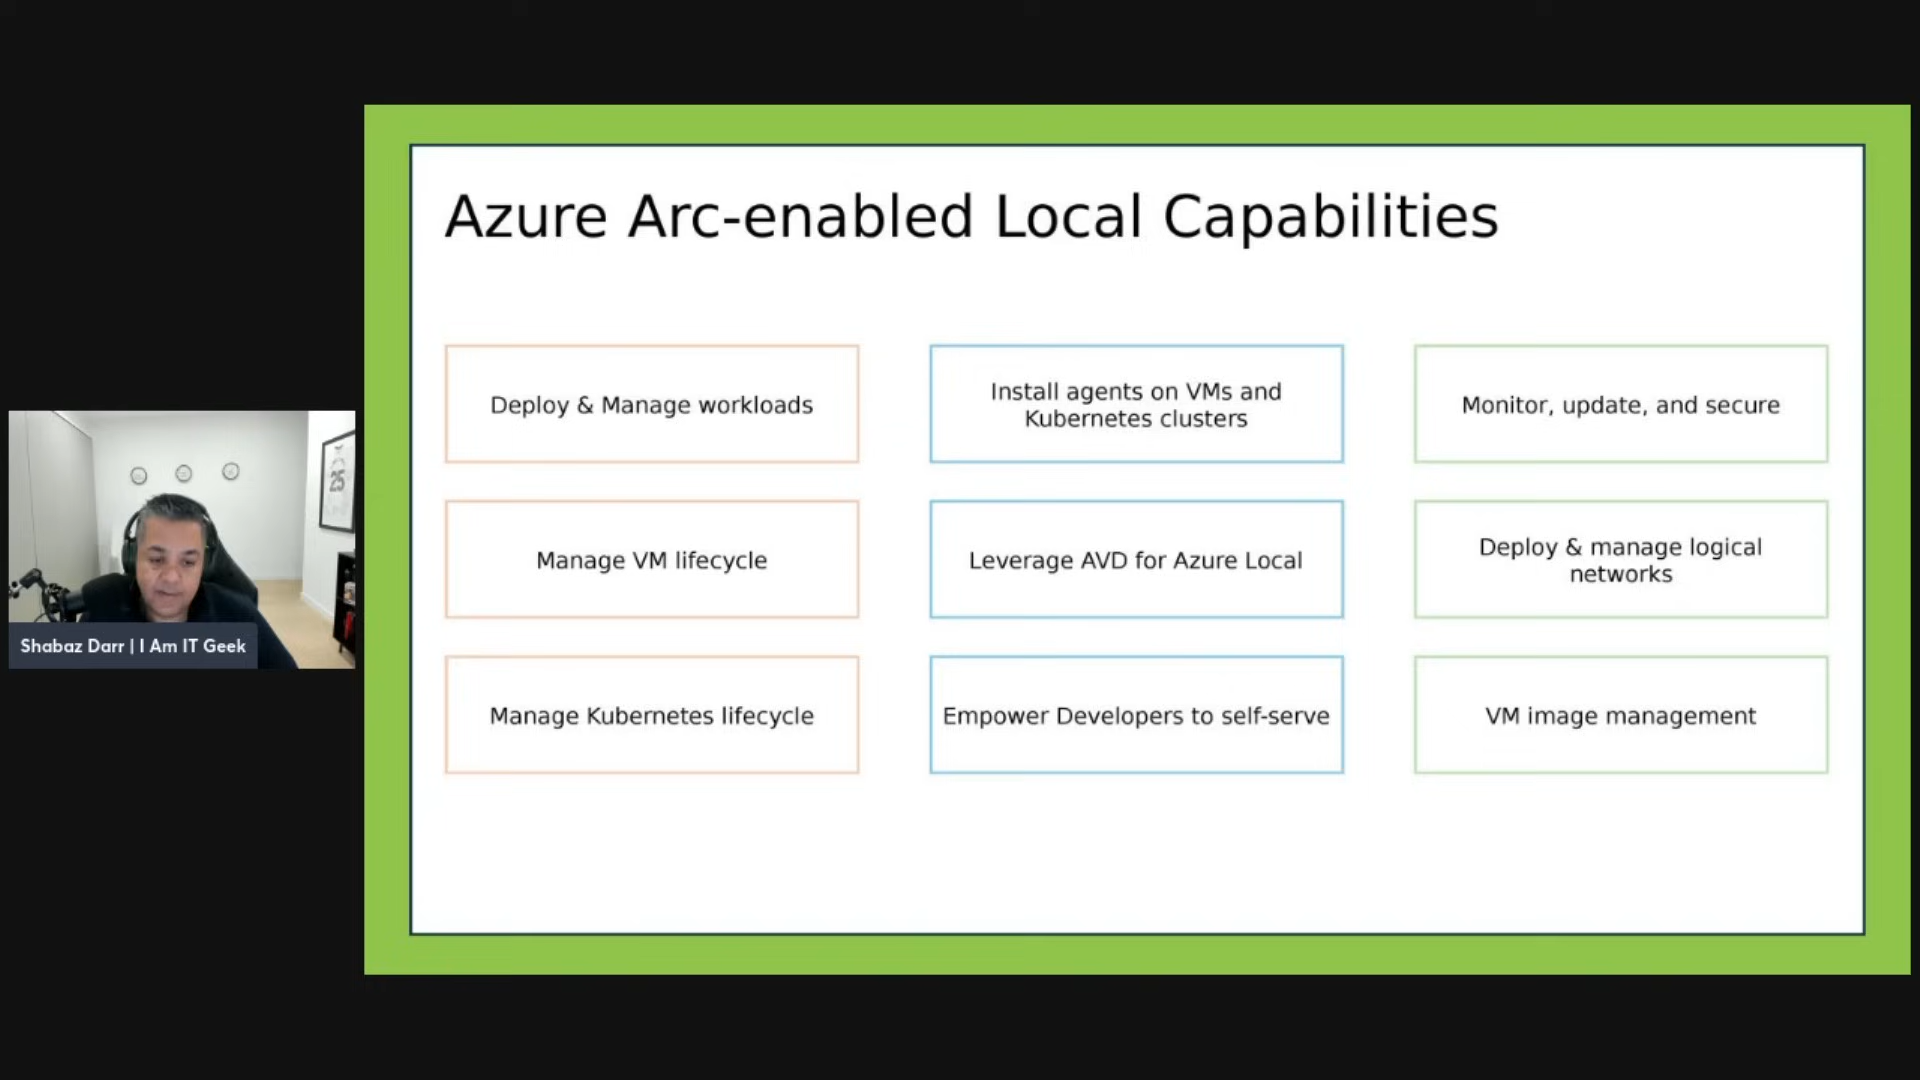 Azure Arc-enabled Local Capabilities
Deploy & Manage workloads
Install agents on VMs and
Kubernetes clusters
Monitor, update, and secure
Manage VM lifecycle
Leverage AVD for Azure Local
Deploy & manage logical
networks
Manage Kubernetes lifecycle
Empower Developers to self-serve
VM image management
25
Shabaz Darr | I Am IT Geek